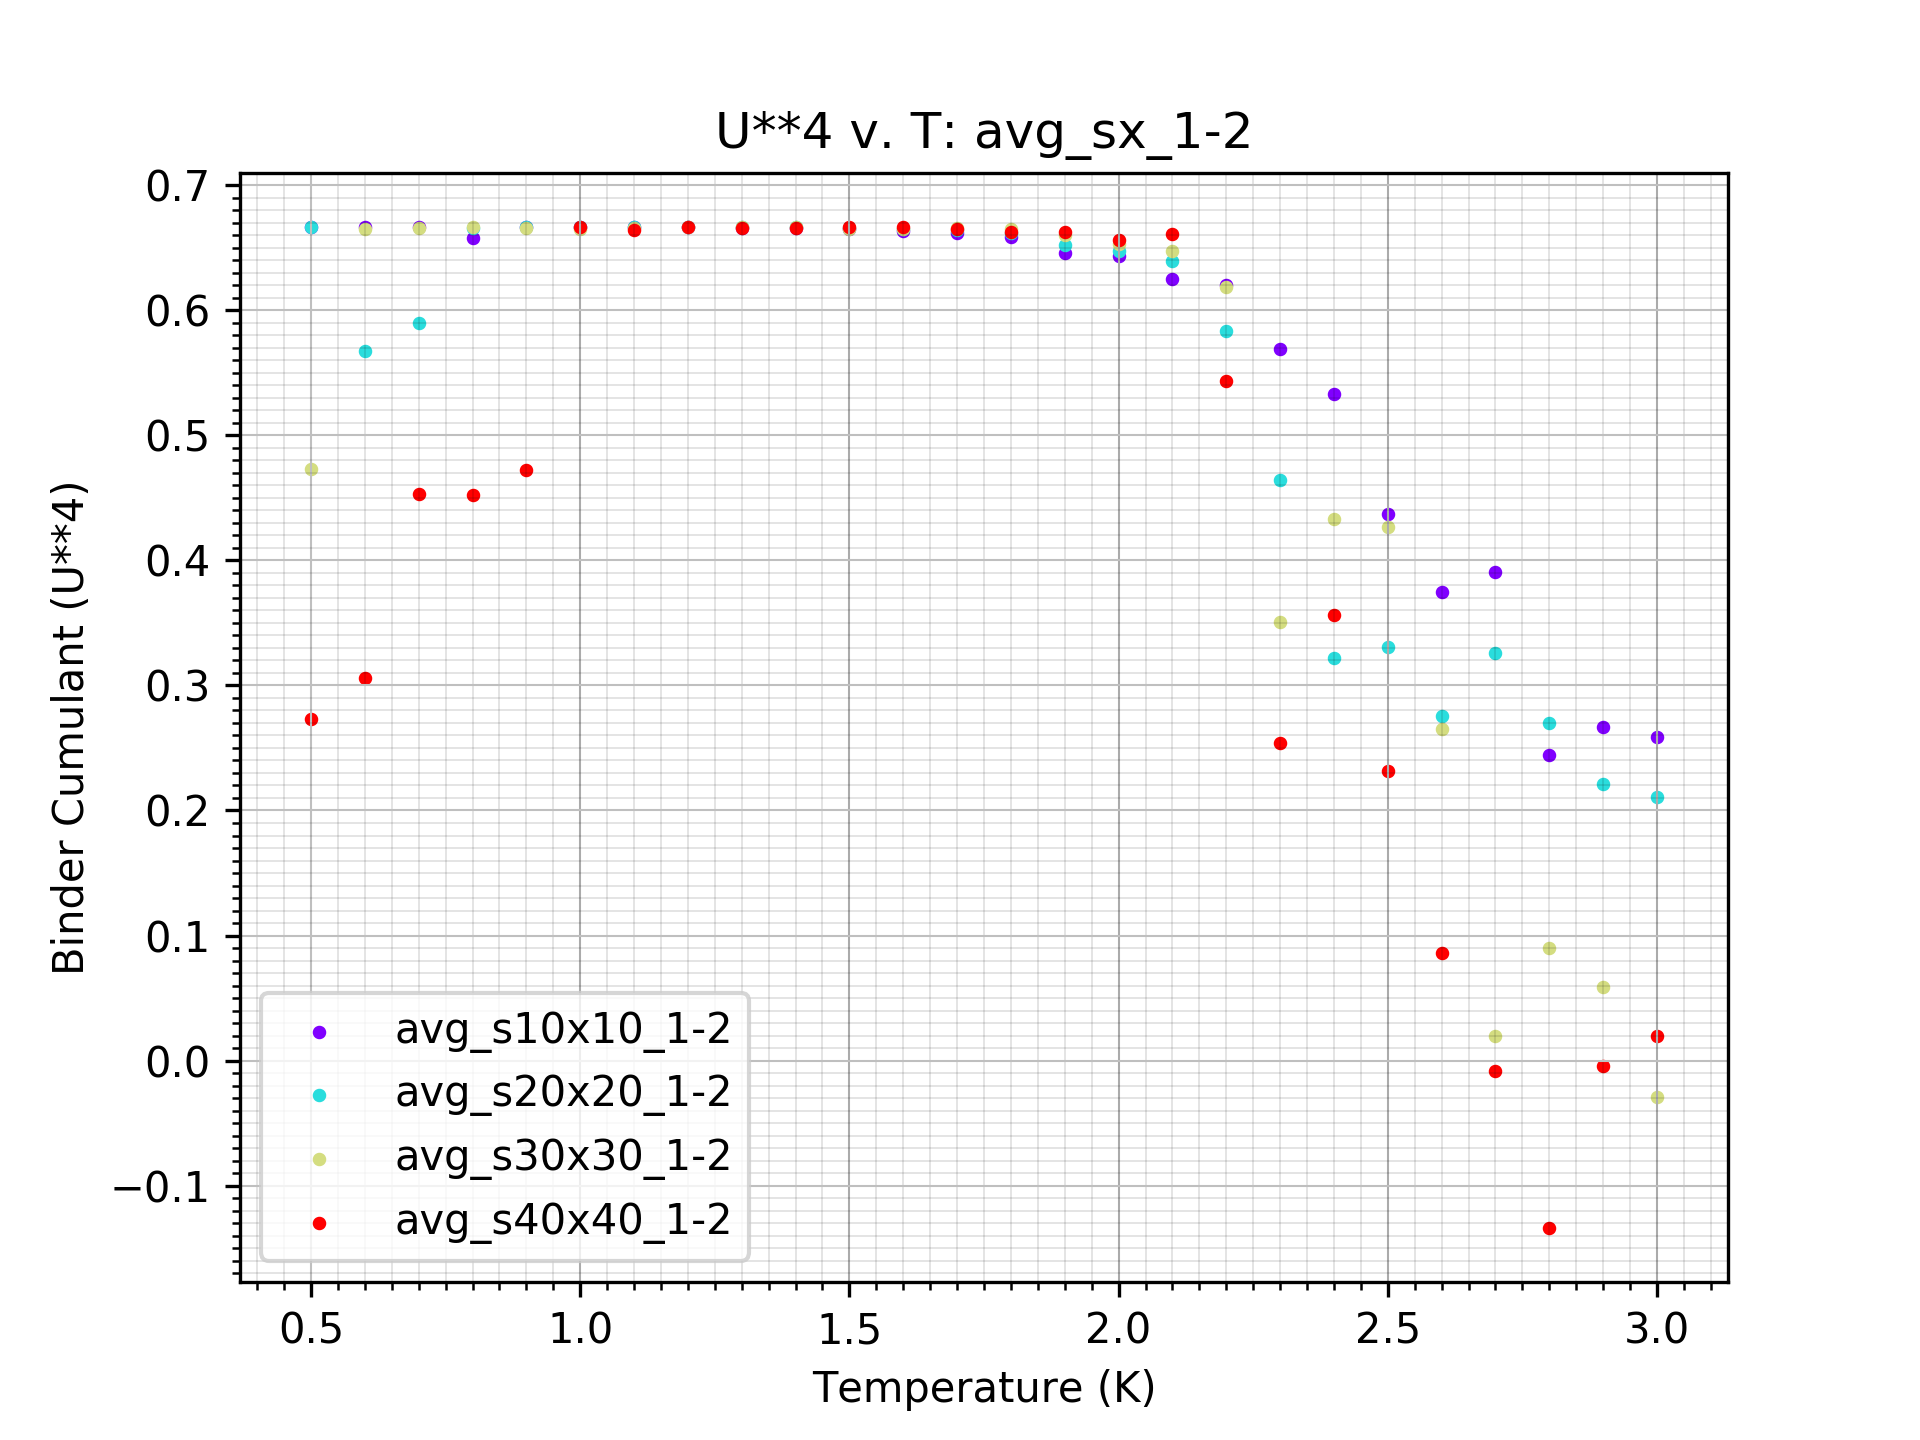 U**4 v. T: avg_sx_1-2
Binder Cumulant (U**4)
0.7
0.6
0.5
0.4
0.3
0.2
0.1
0.0
−0.1
avg_s10x10_1-2
avg_s20x20_1-2
avg_s30x30_1-2
avg_s40x40_1-2
0.5 1.0 1.5 2.0 2.5 3.0
Temperature (K)